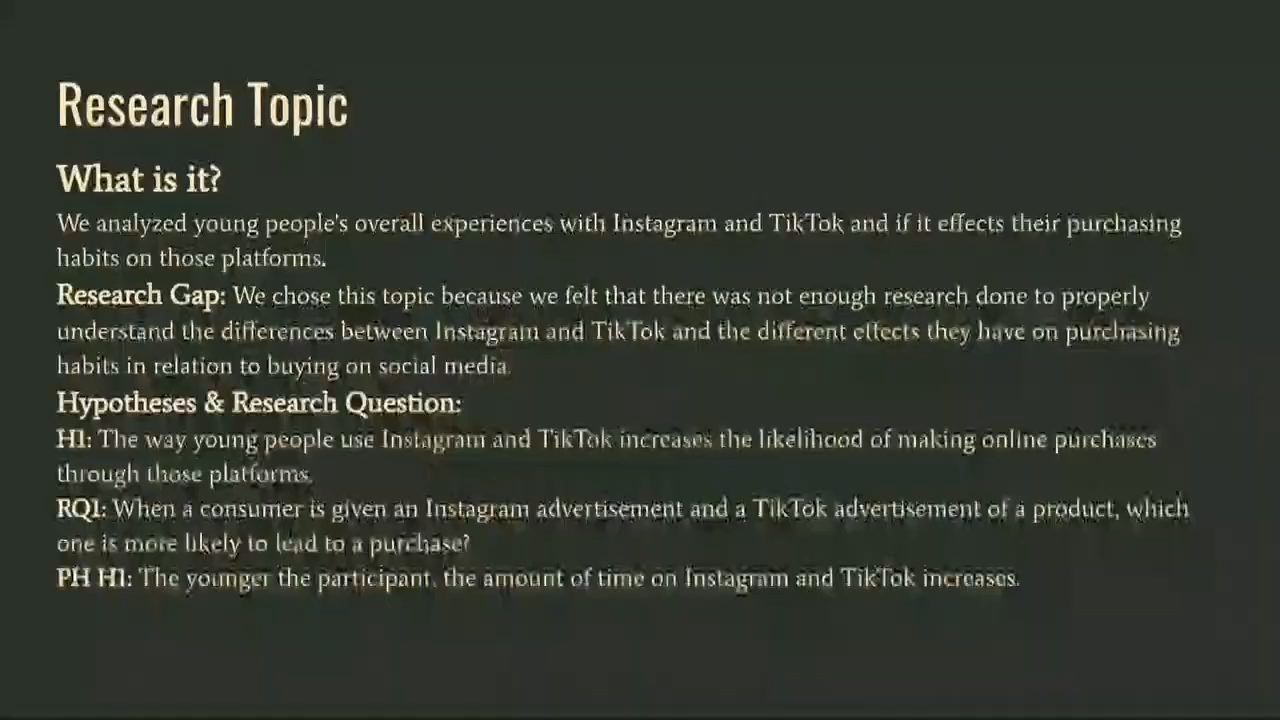 Research Topic
What is it?
We analyzed young people's overall experiences with Instagram and TikTok and if it effects their purchasing
habits on those platforms.
Research Gap: We chose this topic because we felt that there was not enough research done to properly
understand the differences between Instagram and TikTok and the different effects they have on purchasing
habits in relation to buying on social media.
Hypotheses & Research Question:
H1: The way young people use Instagram and TikTok increases the likelihood of making online purchases
through those platforms.
RQ1: When a consumer is given an Instagram advertisement and a TikTok advertisement of a product, which
one is more likely to lead to a purchase?
PH H1: The younger the participant, the amount of time on Instagram and TikTok increases.